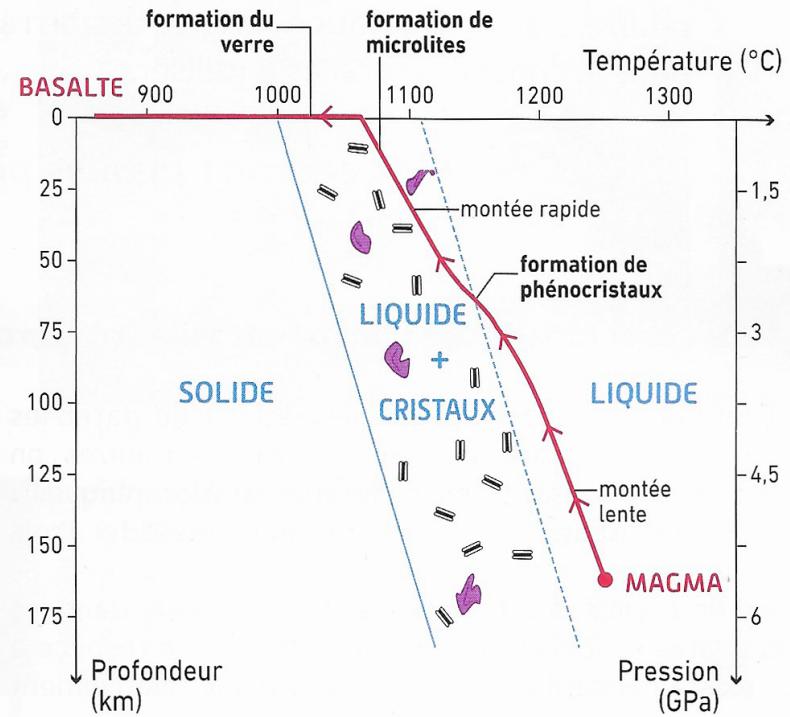 formation du
verre
formation de
microlites
Température (°C)
BASALTE
900
1000
1100
1200
1300
0
25
50
75
100
125
150
175
1,5
3
4,5
6
montée rapide
formation de
phénocristaux
LIQUIDE
+
CRISTAUX
SOLIDE
LIQUIDE
montée
lente
MAGMA
Profondeur
(km)
Pression
(GPa)